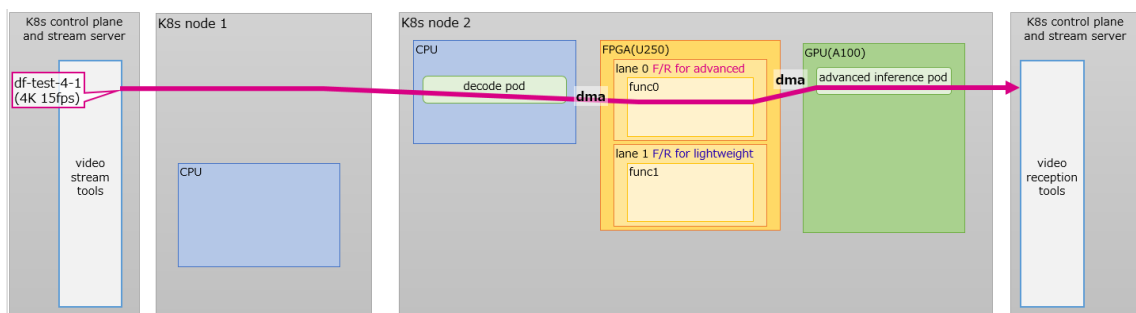 K8s control plane
and stream server
df-test-4-1
(4K 15fps)
video
stream
tools
K8s node 1
CPU
K8s node 2
CPU
decode pod
dma
FPGA(U250)
lane 0 F/R for advanced
func0
lane 1 F/R for lightweight
func1
dma
GPU(A100)
advanced inference pod
K8s control plane
and stream server
video
reception
tools